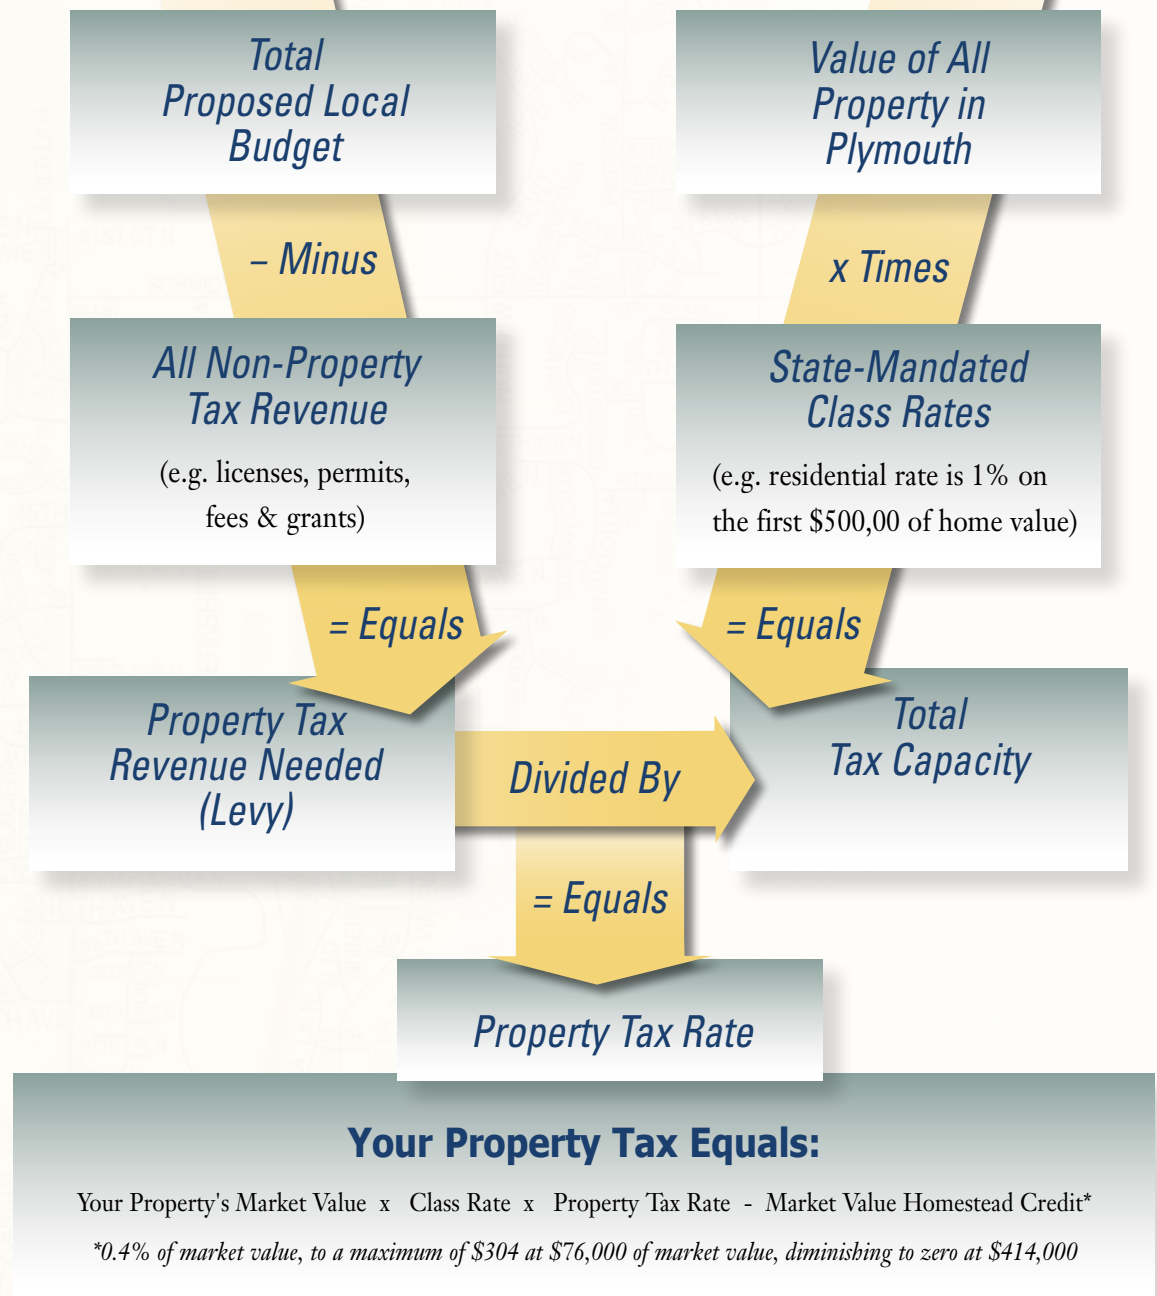 Total
Proposed Local
Budget
– Minus
All Non-Property
Tax Revenue
(e.g. licenses, permits,
fees & grants)
= Equals
Property Tax
Revenue Needed
(Levy)
Value of All
Property in
Plymouth
x Times
State-Mandated
Class Rates
(e.g. residential rate is 1% on
the first $500,00 of home value)
= Equals
Total
Tax Capacity
Divided By
= Equals
Property Tax Rate
Your Property Tax Equals:
Your Property's Market Value x Class Rate x Property Tax Rate - Market Value Homestead Credit*
*0.4% of market value, to a maximum of $304 at $76,000 of market value, diminishing to zero at $414,000